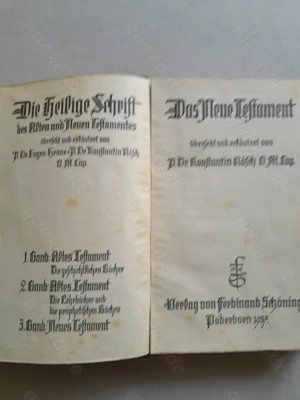 Die Heilige Schrift
des Alten und Neuen Testamentes
übersetzt und erläutert von
P. Dr. Eugen Henne • P. Dr. Konstantin Rösch
O. M. Cap.
1. Band: Altes Testament
Die geschichtlichen Bücher
2. Band: Altes Testament
Die Lehrbücher und
die prophetischen Bücher
3. Band: Neues Testament
Das Neue Testament
übersetzt und erläutert von
P. Dr. Konstantin Rösch O. M. Cap.
Verlag von Ferdinand Schöning
Paderborn